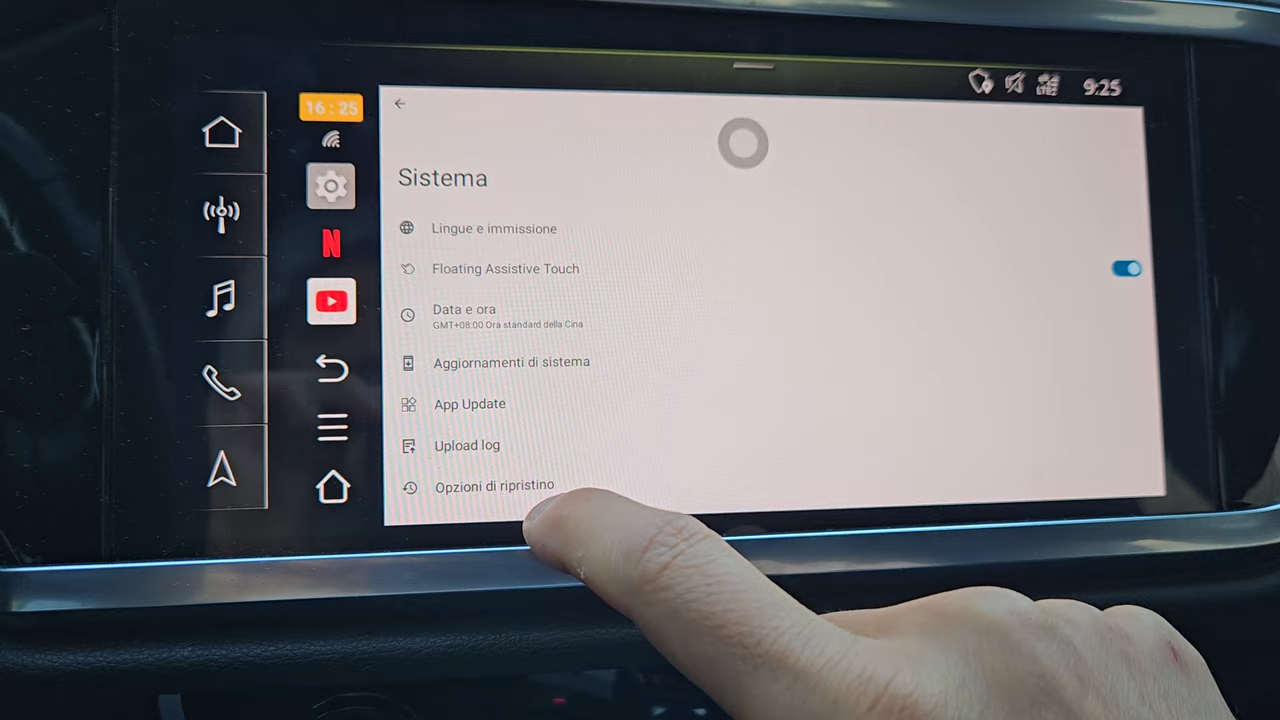 16 : 25
9:25
Sistema
Lingue e immissione
Floating Assistive Touch
Data e ora
GMT+08:00 Ora standard della Cina
Aggiornamenti di sistema
App Update
Upload log
Opzioni di ripristino
N